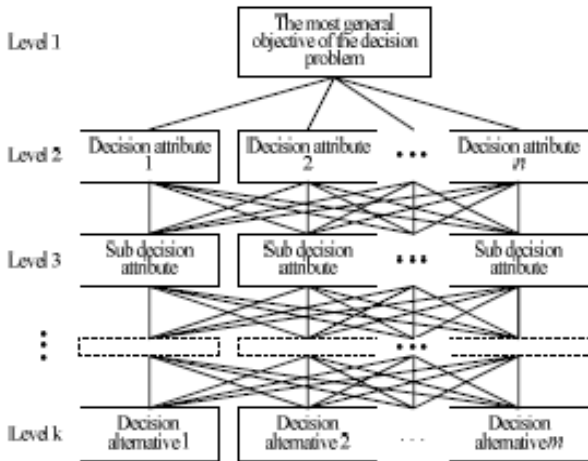 Level 1
The most general
objective of the decision
problem
Level 2
Decision attribute
1
Decision attribute
2
•••
Decision attribute
n
Level 3
Sub decision
attribute
Sub decision
attribute
•••
Sub decision
attribute
•••
Level k
Decision
alternative 1
Decision
alternative 2
...
Decision
alternative m